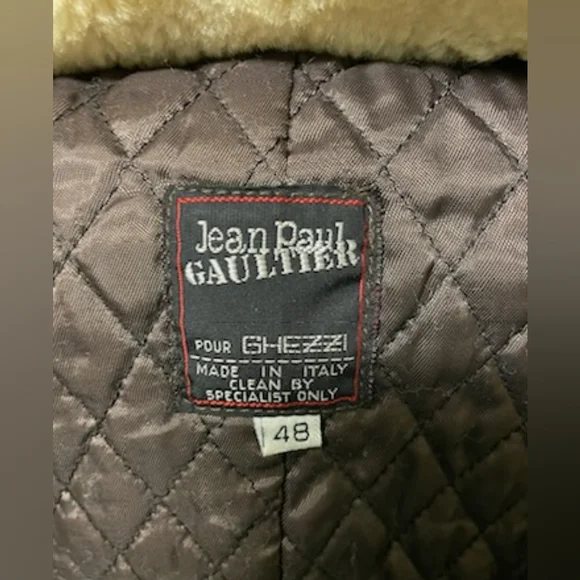 Jean Paul
GAULTIER
POUR GHEZZI
MADE IN ITALY
CLEAN BY
SPECIALIST ONLY
48